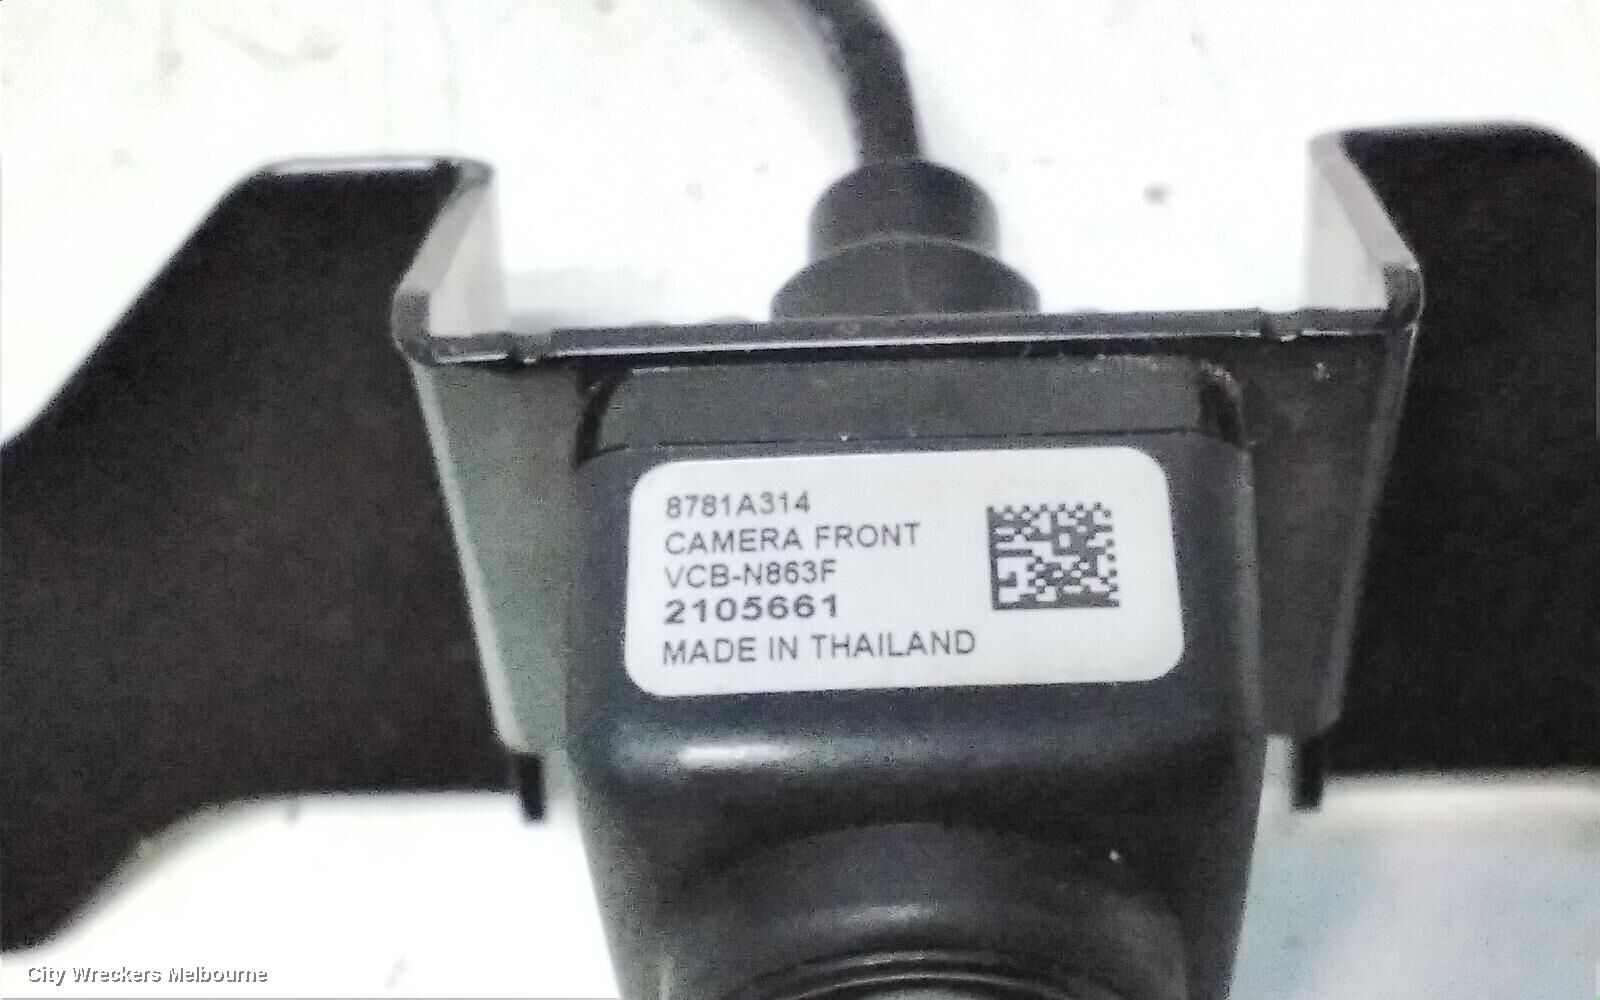 8781A314
CAMERA FRONT
VCB-N863F
2105661
MADE IN THAILAND
City Wreckers Melbourne